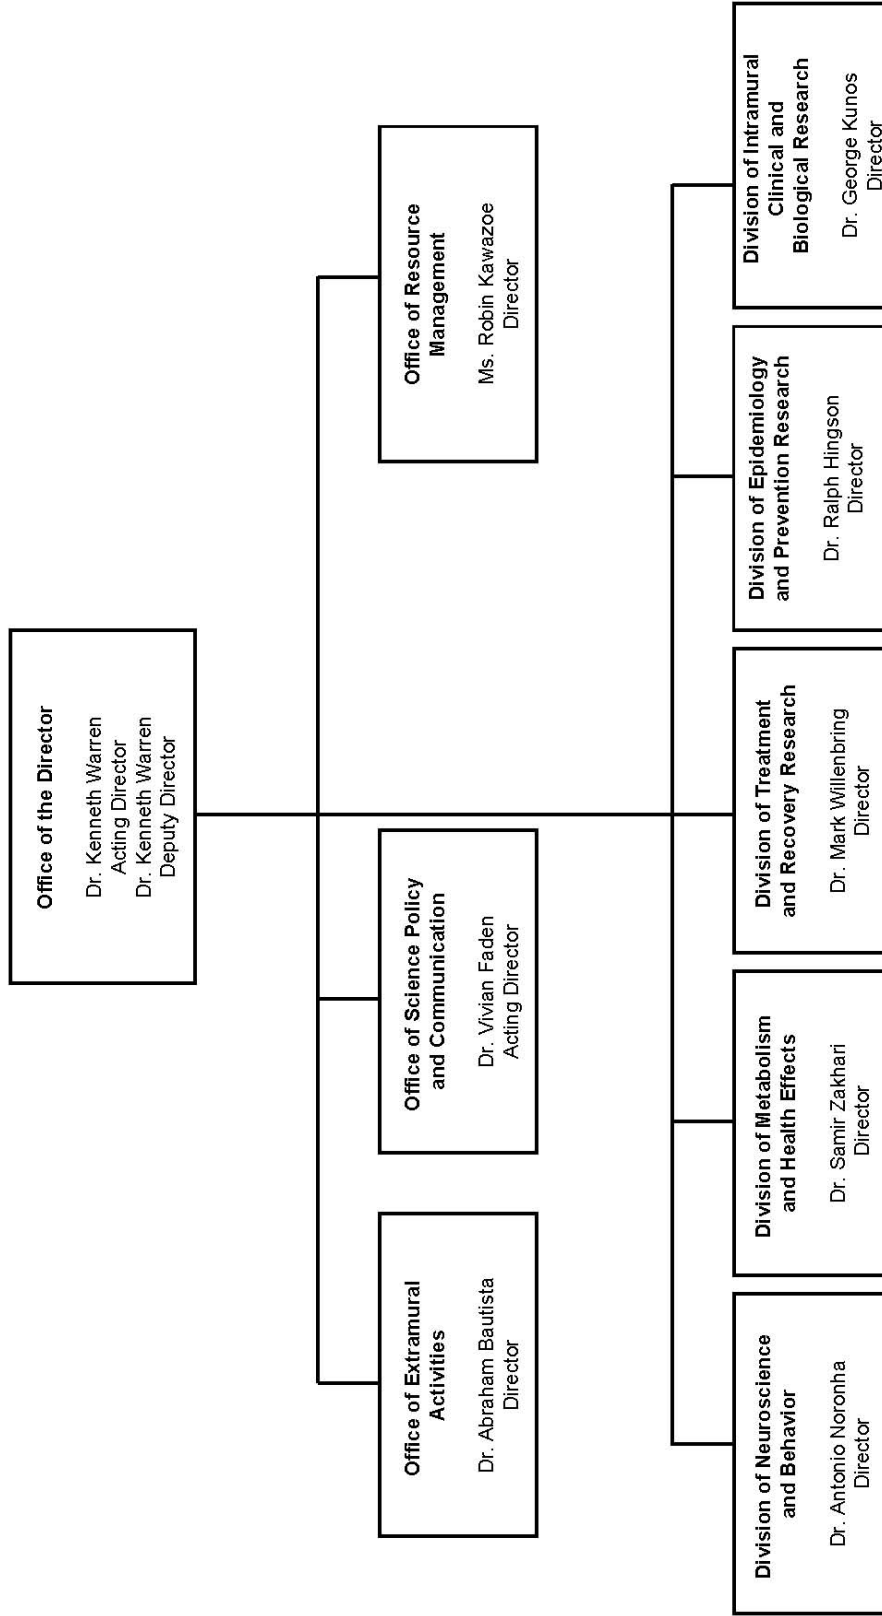 Office of the Director
Dr. Kenneth Warren
Acting Director
Dr. Kenneth Warren
Deputy Director
Office of Extramural
Activities
Dr. Abraham Bautista
Director
Office of Science Policy
and Communication
Dr. Vivian Faden
Acting Director
Office of Resource
Management
Ms. Robin Kawazoe
Director
Division of Neuroscience
and Behavior
Dr. Antonio Noronha
Director
Division of Metabolism
and Health Effects
Dr. Samir Zakhari
Director
Division of Treatment
and Recovery Research
Dr. Mark Willenbring
Director
Division of Epidemiology
and Prevention Research
Dr. Ralph Hingson
Director
Division of Intramural
Clinical and
Biological Research
Dr. George Kunos
Director